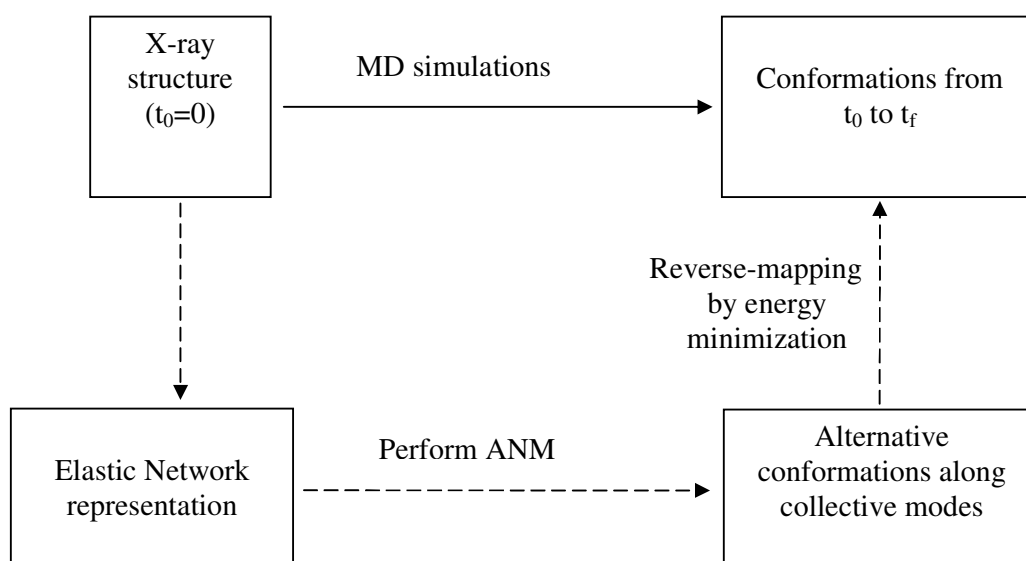 X-ray
structure
(t₀=0)
MD simulations
Conformations from
t₀ to t_f
Reverse-mapping
by energy
minimization
Elastic Network
representation
Perform ANM
Alternative
conformations along
collective modes